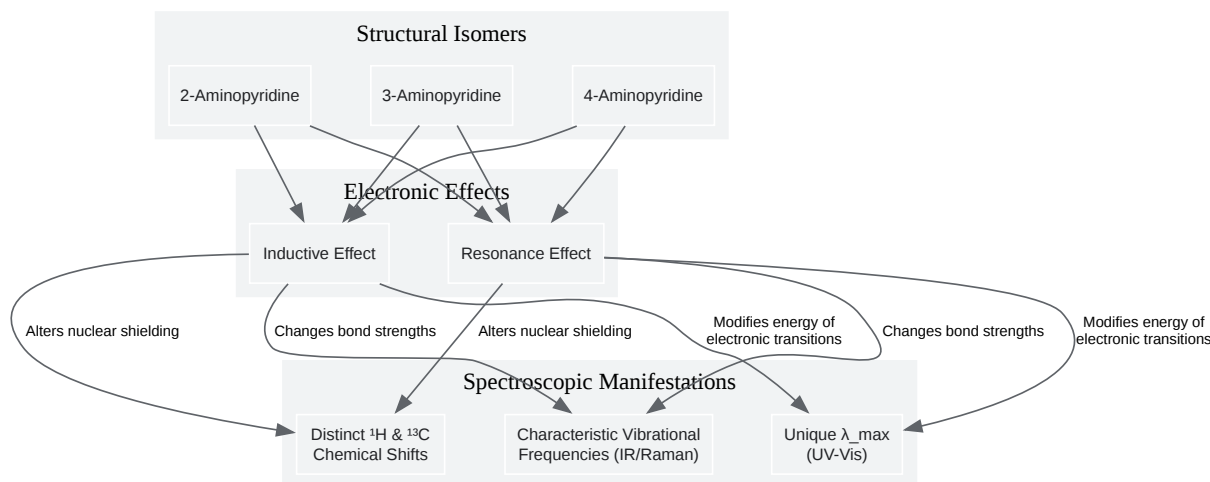 Structural Isomers
2-Aminopyridine
3-Aminopyridine
4-Aminopyridine
Electronic Effects
Inductive Effect
Resonance Effect
Alters nuclear shielding
Changes bond strengths
Alters nuclear shielding
Modifies energy of
electronic transitions
Changes bond strengths
Modifies energy of
electronic transitions
Spectroscopic Manifestations
Distinct ¹H & ¹³C
Chemical Shifts
Characteristic Vibrational
Frequencies (IR/Raman)
Unique λ_max
(UV-Vis)